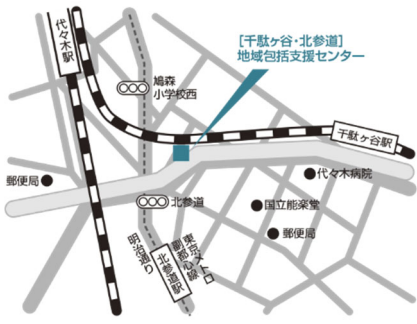 [千駄ヶ谷・北参道]
地域包括支援センター
代々木駅
鳩森
小学校西
千駄ヶ谷駅
代々木病院
郵便局
北参道
国立能楽堂
郵便局
明治通り
北参道駅
副都心線
東京メトロ